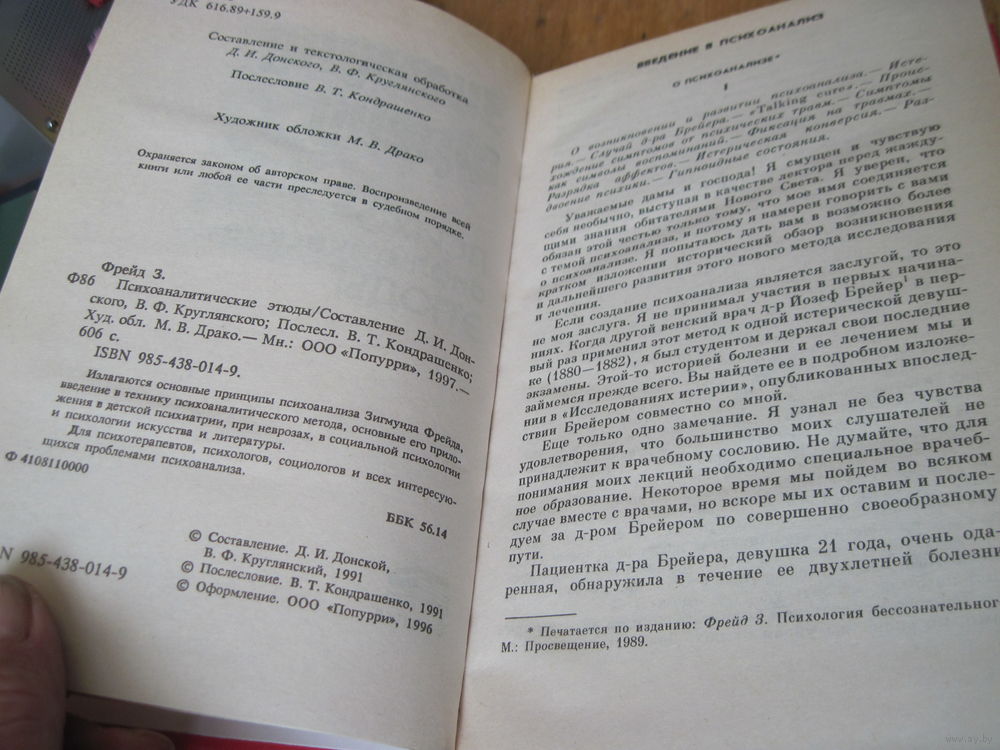 УДК 616.89+159.9
Составление и текстологическая обработка
Д. И. Донского, В. Ф. Круглянского
Послесловие В. Т. Кондрашенко
Художник обложки М. В. Драко
Охраняется законом об авторском праве. Воспроизведение всей
книги или любой ее части преследуется в судебном порядке.
Фрейд З.
Ф86 Психоаналитические этюды/Составление Д. И. Дон-
ского, В. Ф. Круглянского; Послесл. В. Т. Кондрашенко;
Худ. обл. М. В. Драко.— Мн.: ООО «Попурри», 1997.—
606 с.
ISBN 985-438-014-9.
Излагаются основные принципы психоанализа Зигмунда Фрейда,
введение в технику психоаналитического метода, основные его прило-
жения в детской психиатрии, при неврозах, в социальной психологии
и психологии искусства и литературы.
Для психотерапевтов, психологов, социологов и всех интересую-
щихся проблемами психоанализа.
Ф 4108110000
ББК 56.14
© Составление. Д. И. Донской,
В. Ф. Круглянский, 1991
© Послесловие. В. Т. Кондрашенко, 1991
© Оформление. ООО «Попурри», 1996
N 985-438-014-9
ВВЕДЕНИЕ В ПСИХОАНАЛИЗ
О ПСИХОАНАЛИЗЕ*
I
О возникновении и развитии психоанализа.— Исте-
рия.— Случай д-ра Брейера.— «Talking cure».— Проис-
хождение симптомов от психических травм.— Симптомы
как символы воспоминаний.— Фиксация на травмах.—
Разрядка аффектов.— Истерическая конверсия.— Раз-
двоение психики.— Гипноидные состояния.
Уважаемые дамы и господа! Я смущен и чувствую
себя необычно, выступая в качестве лектора перед жажду-
щими знания обитателями Нового Света. Я уверен, что
обязан этой честью только тому, что мое имя соединяется
с темой психоанализа, и потому я намерен говорить с вами
о психоанализе. Я попытаюсь дать вам в возможно более
кратком изложении исторический обзор возникновения
и дальнейшего развития этого нового метода исследования
и лечения.
Если создание психоанализа является заслугой, то это
не моя заслуга. Я не принимал участия в первых начина-
ниях. Когда другой венский врач д-р Йозеф Брейер¹ в пер-
вый раз применил этот метод к одной истерической девуш-
ке (1880—1882), я был студентом и держал свои последние
экзамены. Этой-то историей болезни и ее лечением мы и
займемся прежде всего. Вы найдете ее в подробном изложе-
нии в «Исследованиях истерии», опубликованных впослед-
ствии Брейером совместно со мной.
Еще только одно замечание. Я узнал не без чувства
удовлетворения, что большинство моих слушателей не
принадлежит к врачебному сословию. Не думайте, что для
понимания моих лекций необходимо специальное врачеб-
ное образование. Некоторое время мы пойдем во всяком
случае вместе с врачами, но вскоре мы их оставим и после-
дуем за д-ром Брейером по совершенно своеобразному
пути.
Пациентка д-ра Брейера, девушка 21 года, очень ода-
ренная, обнаружила в течение ее двухлетней болезни
* Печатается по изданию: Фрейд З. Психология бессознательного
М.: Просвещение, 1989.
www.ay.by